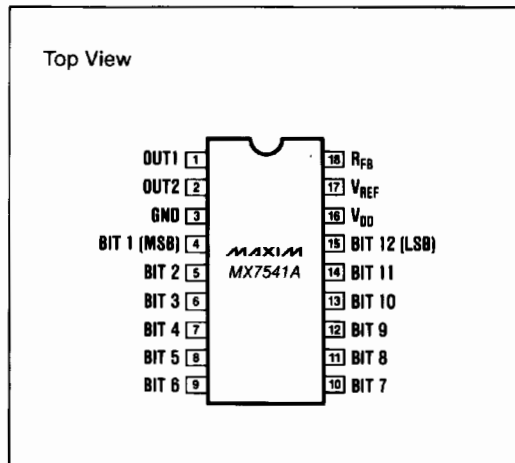 Top View
OUT1 1
OUT2 2
GND 3
BIT 1 (MSB) 4
BIT 2 5
BIT 3 6
BIT 4 7
BIT 5 8
BIT 6 9
MAXIM
MX7541A
18 RFB
17 VREF
16 VDD
15 BIT 12 (LSB)
14 BIT 11
13 BIT 10
12 BIT 9
11 BIT 8
10 BIT 7